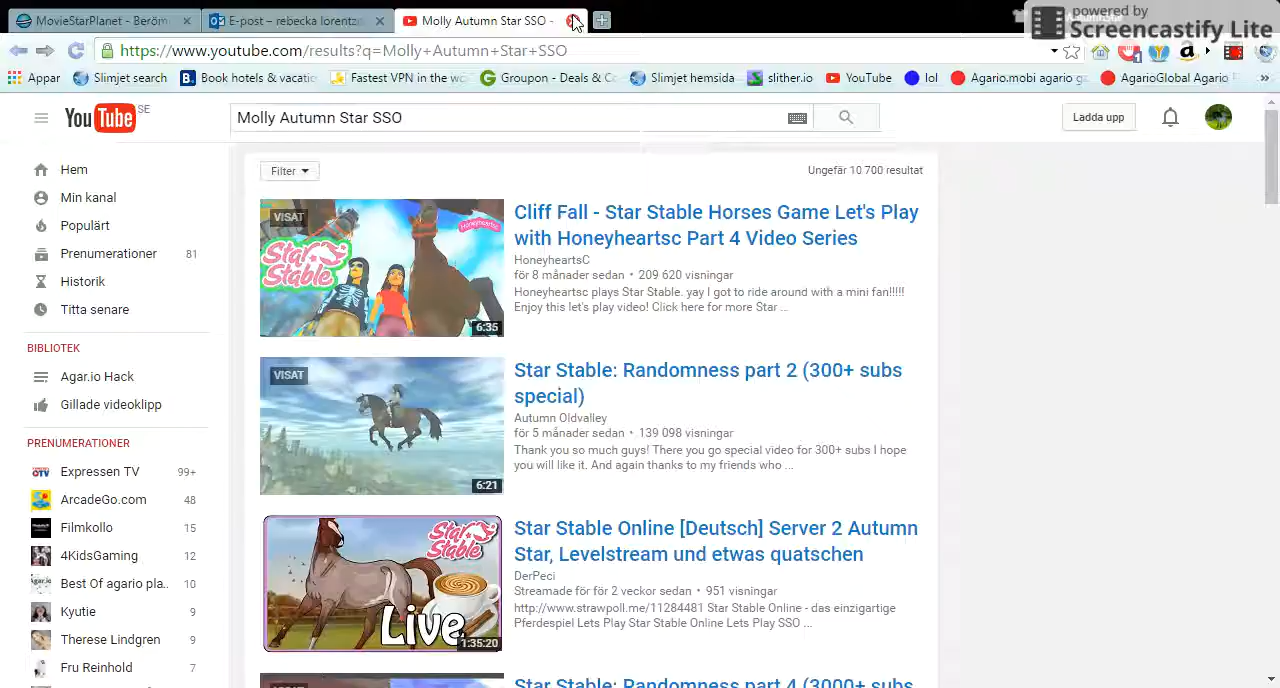 MovieStarPlanet - Beröm
E-post – rebecka lorentz
Molly Autumn Star SSO -
powered by
Screencastify Lite
https://www.youtube.com/results?q=Molly+Autumn+Star+SSO
1
Appar
Slimjet search
Book hotels & vacatio
Fastest VPN in the wo
Groupon - Deals & Co
Slimjet hemsida
slither.io
YouTube
lol
Agario.mobi agario g
AgarioGlobal Agario
»
YouTube SE
Molly Autumn Star SSO
Ladda upp
Hem
Min kanal
Populärt
Prenumerationer 81
Historik
Titta senare
BIBLIOTEK
Agar.io Hack
Gillade videoklipp
PRENUMERATIONER
Expressen TV 99+
ArcadeGo.com 48
Filmkollo 15
4KidsGaming 12
Best Of agario pla.. 10
Kyutie 9
Therese Lindgren 9
Fru Reinhold 7
Filter
Ungefär 10 700 resultat
VISAT
Honeyheartsc
Star Stable
6:35
Cliff Fall - Star Stable Horses Game Let's Play
with Honeyheartsc Part 4 Video Series
HoneyheartsC
för 8 månader sedan • 209 620 visningar
Honeyheartsc plays Star Stable. yay I got to ride around with a mini fan!!!!!
Enjoy this let's play video! Click here for more Star ...
VISAT
6:21
Star Stable: Randomness part 2 (300+ subs
special)
Autumn Oldvalley
för 5 månader sedan • 139 098 visningar
Thank you so much guys! There you go special video for 300+ subs I hope
you will like it. And again thanks to my friends who ...
Star Stable
Live
1:35:20
Star Stable Online [Deutsch] Server 2 Autumn
Star, Levelstream und etwas quatschen
DerPeci
Streamade för för 2 veckor sedan • 951 visningar
http://www.strawpoll.me/11284481 Star Stable Online - das einzigartige
Pferdespiel Lets Play Star Stable Online Lets Play SSO ...
VISAT
Star Stable: Randomness part 4 (3000+ subs